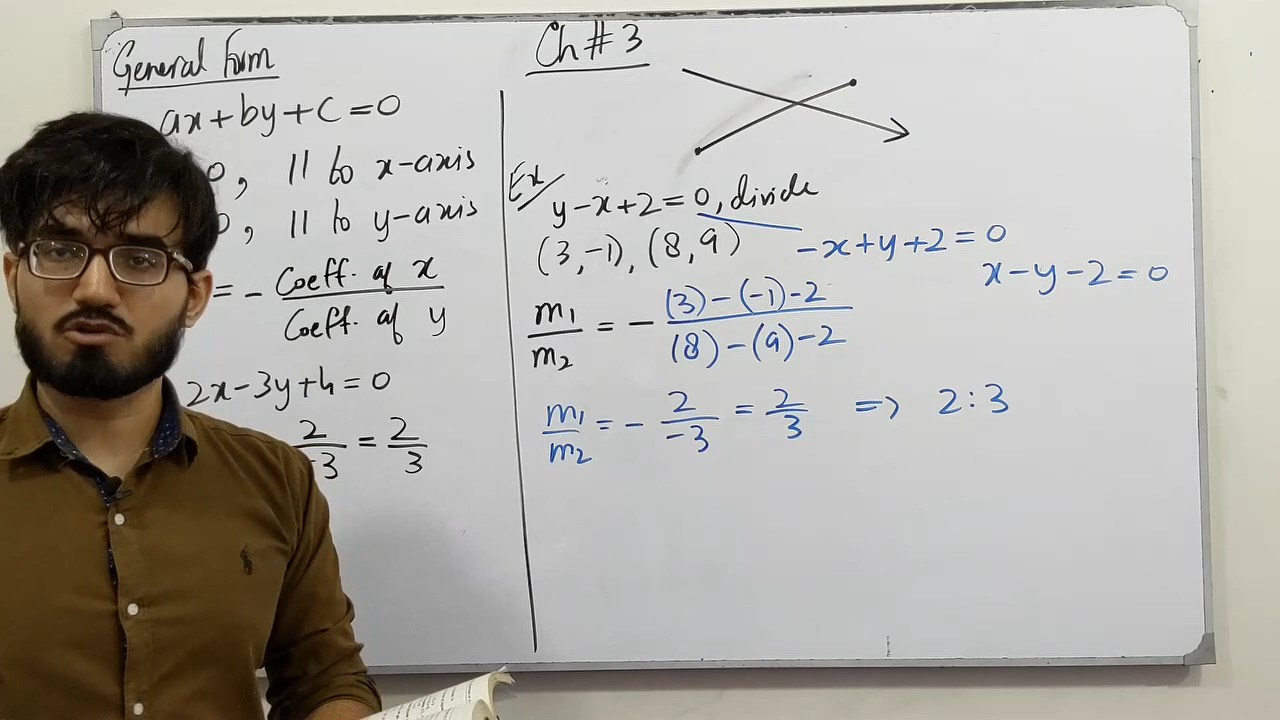 General Form
ax+by+c=0
0, || to x-axis
0, || to y-axis
= - Coeff. of x / Coeff. of y
2x-3y+4=0
2/-3 = 2/3
Ch # 3
Ex
y-x+2=0, divide
(3,-1), (8,9)
-x+y+2=0
x-y-2=0
m₁/m₂ = - (3)-(-1)-2 / (8)-(9)-2
m₁/m₂ = - 2/-3 = 2/3 => 2:3